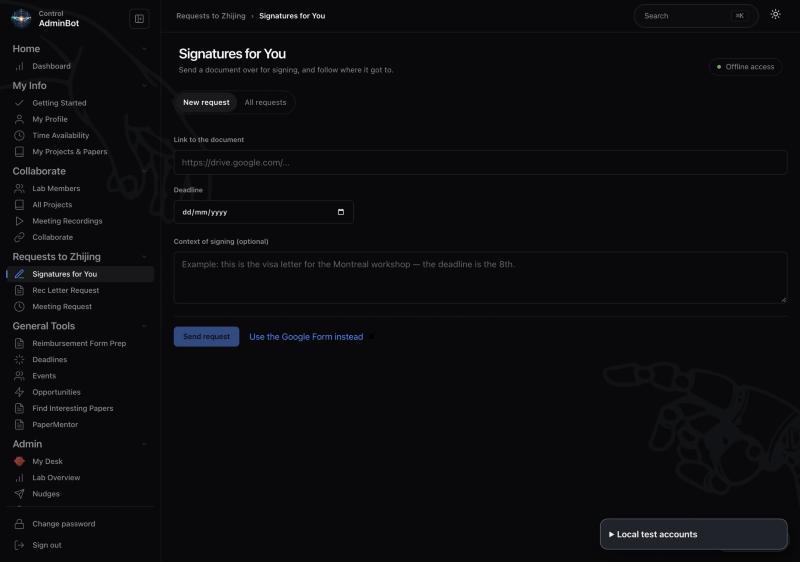 Control
AdminBot
Home
Dashboard
My Info
Getting Started
My Profile
Time Availability
My Projects & Papers
Collaborate
Lab Members
All Projects
Meeting Recordings
Collaborate
Requests to Zhijing
Signatures for You
Rec Letter Request
Meeting Request
General Tools
Reimbursement Form Prep
Deadlines
Events
Opportunities
Find Interesting Papers
PaperMentor
Admin
My Desk
Lab Overview
Nudges
Change password
Sign out
Requests to Zhijing › Signatures for You
Search ⌘K
Signatures for You
Send a document over for signing, and follow where it got to.
Offline access
New request All requests
Link to the document
https://drive.google.com/...
Deadline
dd/mm/yyyy
Context of signing (optional)
Example: this is the visa letter for the Montreal workshop — the deadline is the 8th.
Send request Use the Google Form instead
Local test accounts